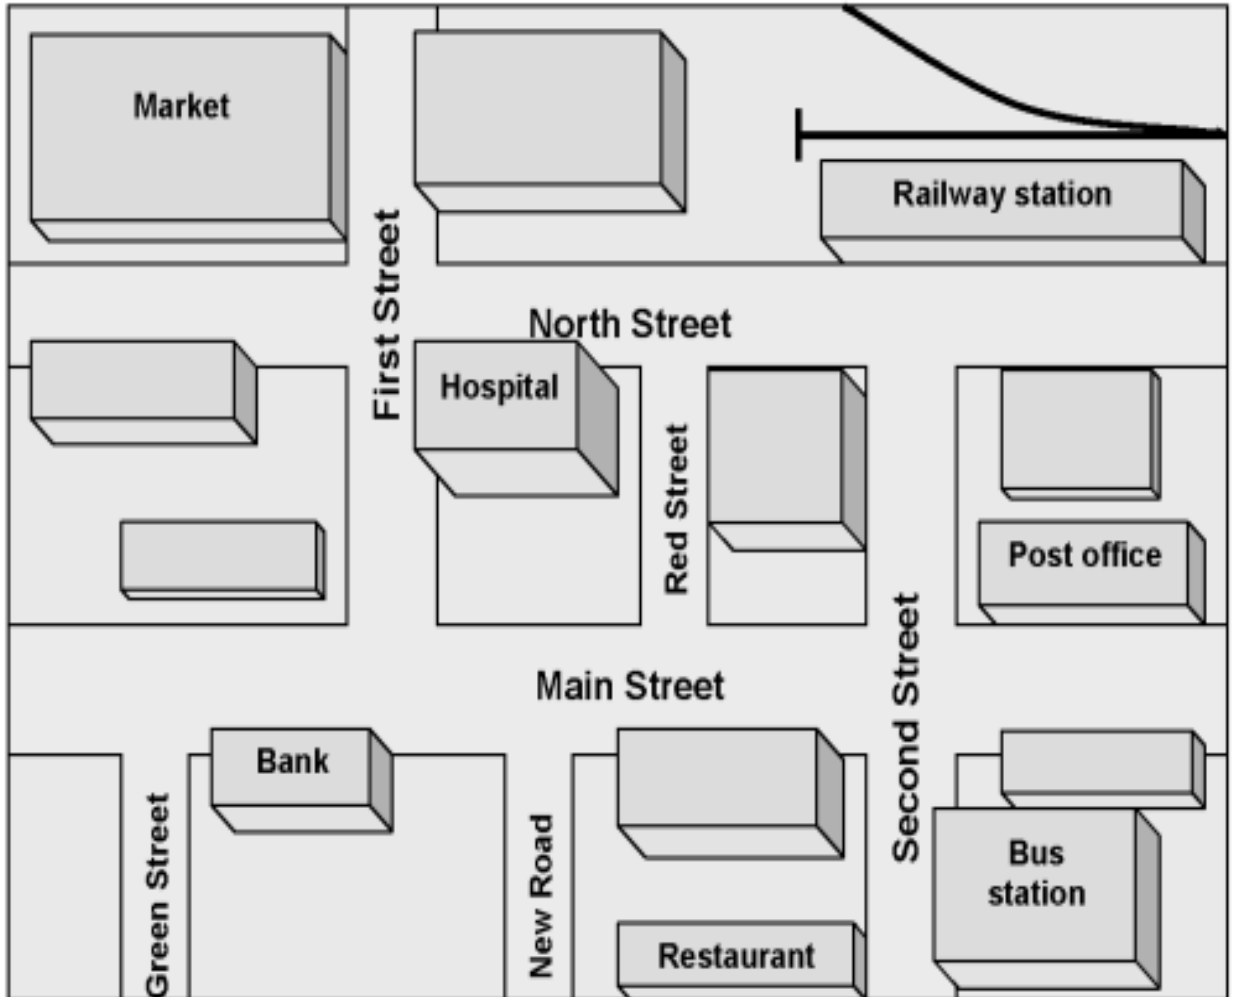 Market
Railway station
First Street
North Street
Hospital
Red Street
Post office
Main Street
Second Street
Bank
Green Street
New Road
Bus
station
Restaurant